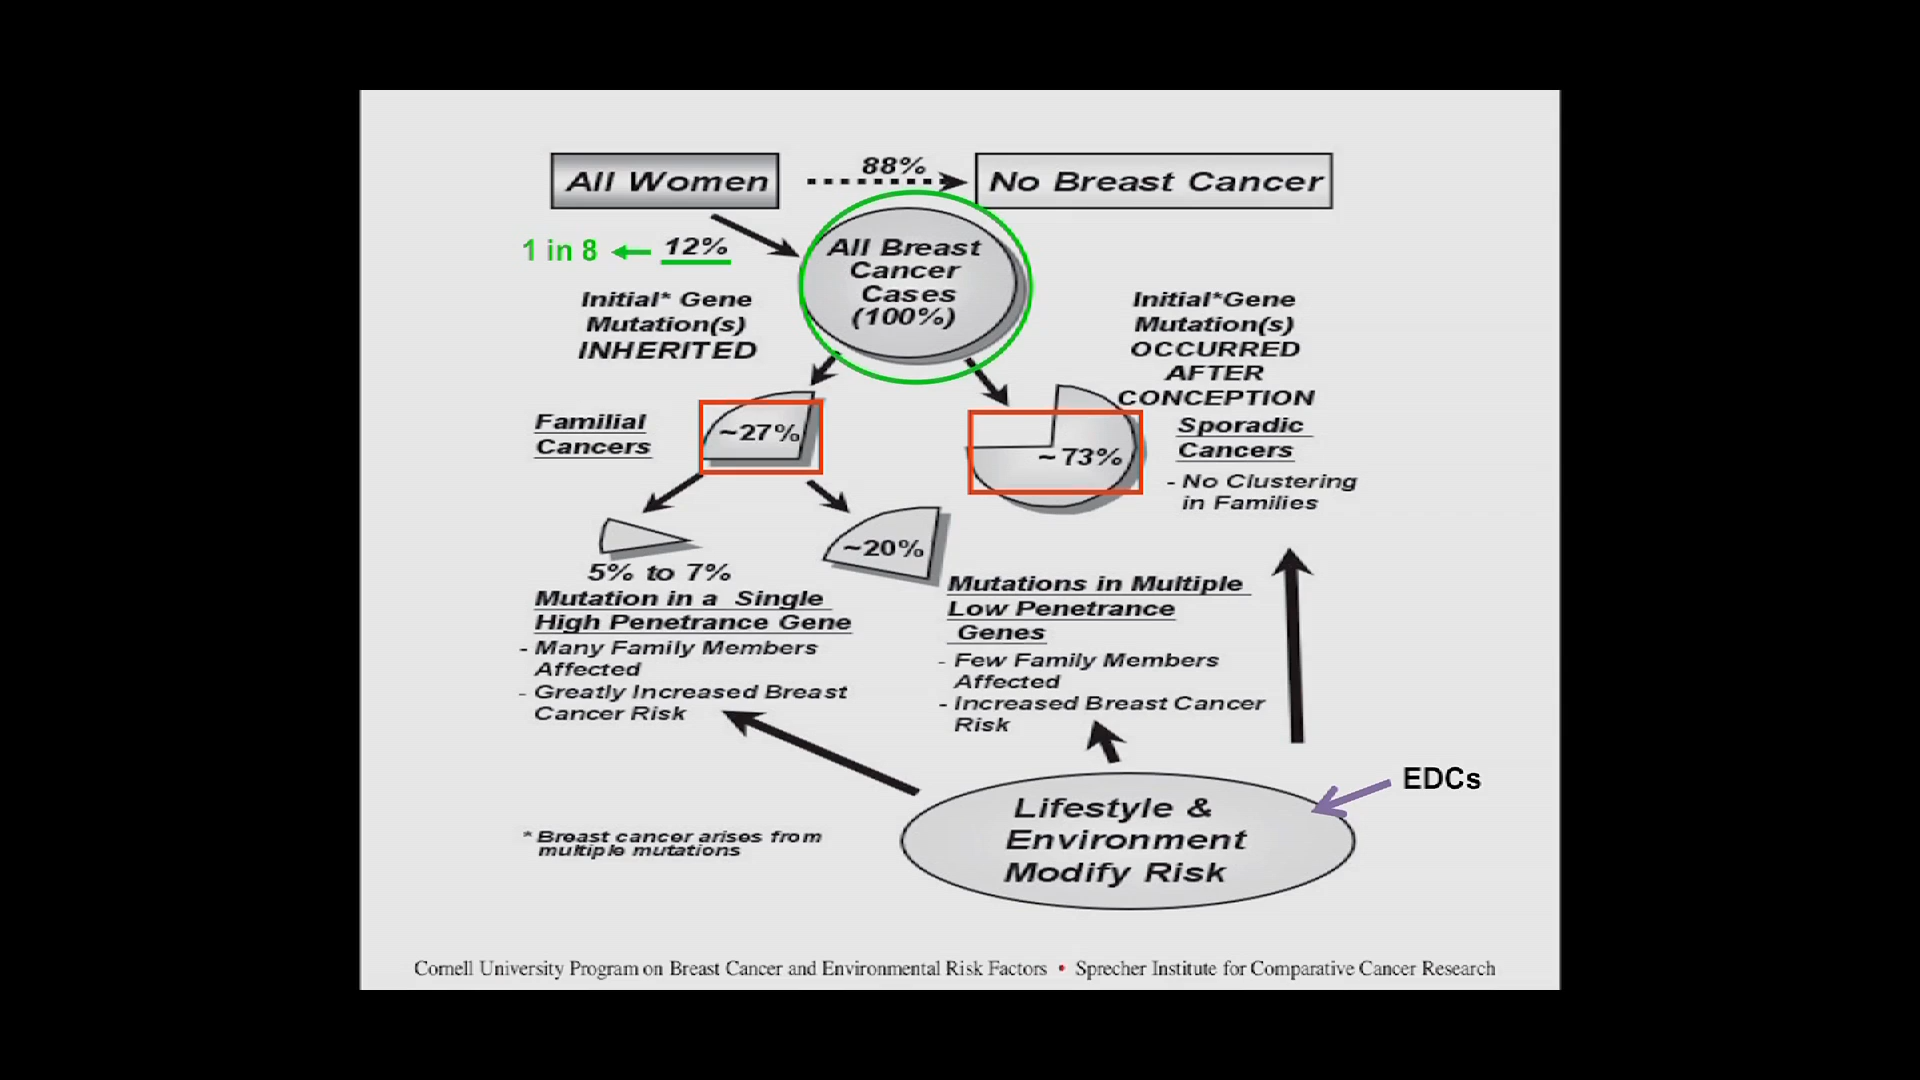 All Women
88%
No Breast Cancer
1 in 8
12%
All Breast
Cancer
Cases
(100%)
Initial* Gene
Mutation(s)
INHERITED
Initial*Gene
Mutation(s)
OCCURRED
AFTER
CONCEPTION
Familial
Cancers
~27%
~73%
Sporadic
Cancers
- No Clustering
in Families
5% to 7%
Mutation in a Single
High Penetrance Gene
- Many Family Members
Affected
- Greatly Increased Breast
Cancer Risk
~20%
Mutations in Multiple
Low Penetrance
Genes
- Few Family Members
Affected
- Increased Breast Cancer
Risk
EDCs
Lifestyle &
Environment
Modify Risk
* Breast cancer arises from
multiple mutations
Cornell University Program on Breast Cancer and Environmental Risk Factors • Sprecher Institute for Comparative Cancer Research